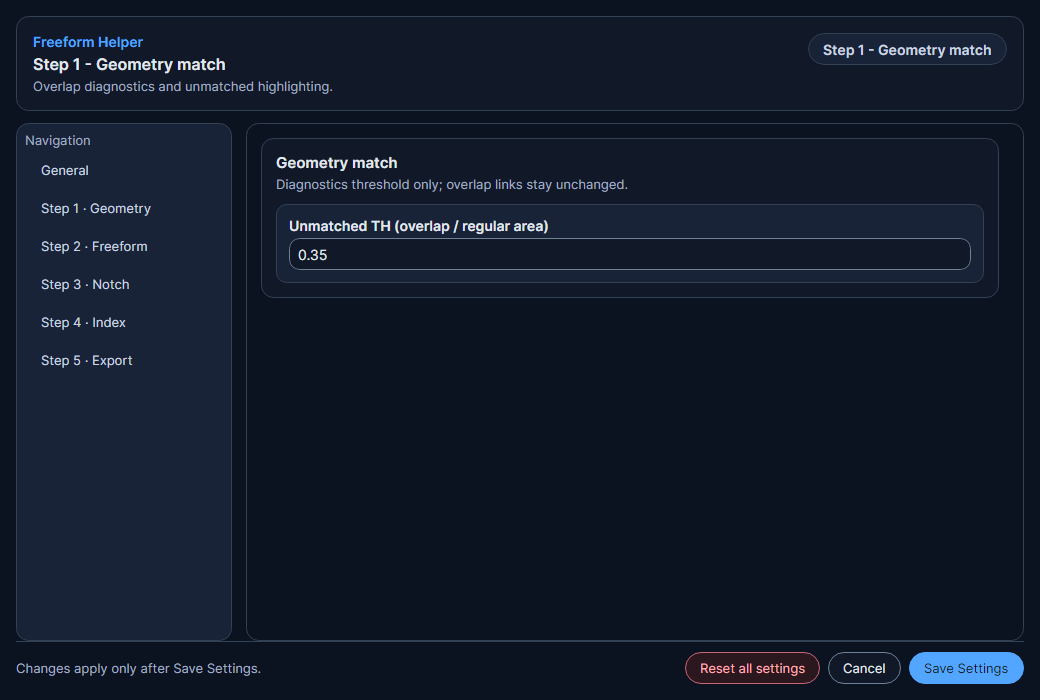 Freeform Helper
Step 1 - Geometry match
Overlap diagnostics and unmatched highlighting.
Step 1 - Geometry match
Navigation
General
Step 1 · Geometry
Step 2 · Freeform
Step 3 · Notch
Step 4 · Index
Step 5 · Export
Geometry match
Diagnostics threshold only; overlap links stay unchanged.
Unmatched TH (overlap / regular area)
0.35
Changes apply only after Save Settings.
Reset all settings
Cancel
Save Settings